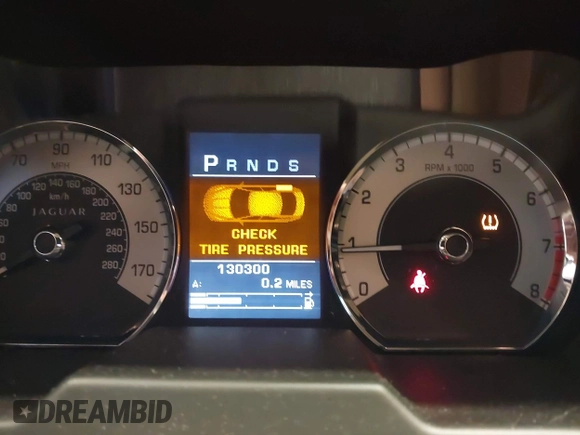 70 90 110
MPH
130
150
170
100 120 140 160 180
80
km/h
200
220
240
260
280
JAGUAR
P R N D S
CHECK
TIRE PRESSURE
130300
A: 0.2 MILES
0 1 2 3 4 5 6 7 8
RPM x 1000
DREAMBID